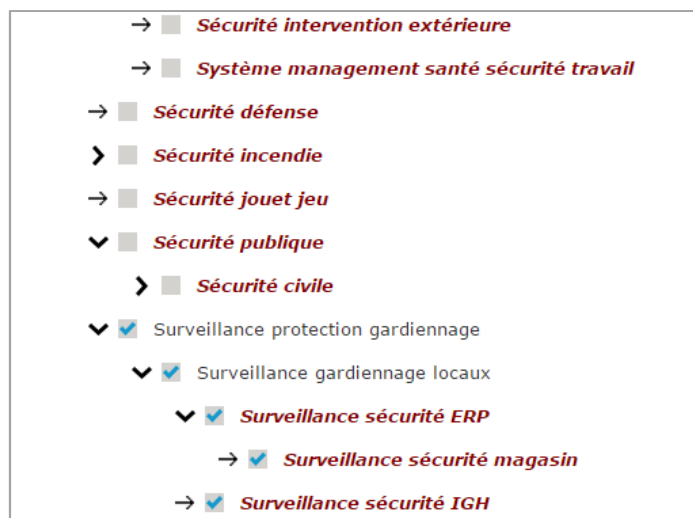 Sécurité intervention extérieure
Système management santé sécurité travail
Sécurité défense
Sécurité incendie
Sécurité jouet jeu
Sécurité publique
Sécurité civile
Surveillance protection gardiennage
Surveillance gardiennage locaux
Surveillance sécurité ERP
Surveillance sécurité magasin
Surveillance sécurité IGH